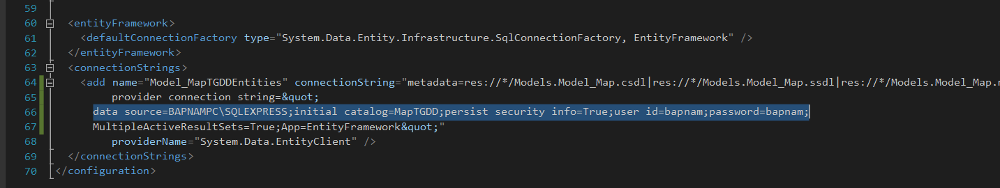 59
60 <entityFramework>
61 <defaultConnectionFactory type="System.Data.Entity.Infrastructure.SqlConnectionFactory, EntityFramework" />
62 </entityFramework>
63 <connectionStrings>
64 <add name="Model_MapTGDDEntities" connectionString="metadata=res://*/Models.Model_Map.csdl|res://*/Models.Model_Map.ssdl|res://*/Models.Model_Map.
65 provider connection string=&quot;
66 data source=BAPNAMPC\SQLEXPRESS;initial catalog=MapTGDD;persist security info=True;user id=bapnam;password=bapnam;
67 MultipleActiveResultSets=True;App=EntityFramework&quot;"
68 providerName="System.Data.EntityClient" />
69 </connectionStrings>
70 </configuration>